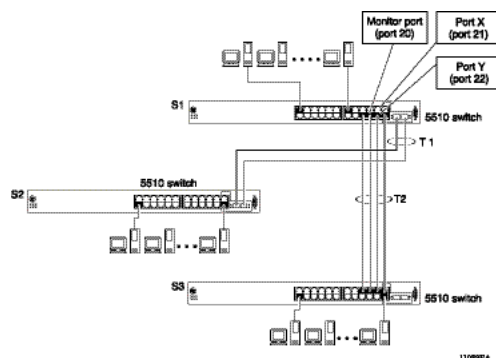 Monitor port
(port 20)
Port X
(port 21)
Port Y
(port 22)
S1
5510 switch
T1
S2
5510 switch
T2
S3
5510 switch